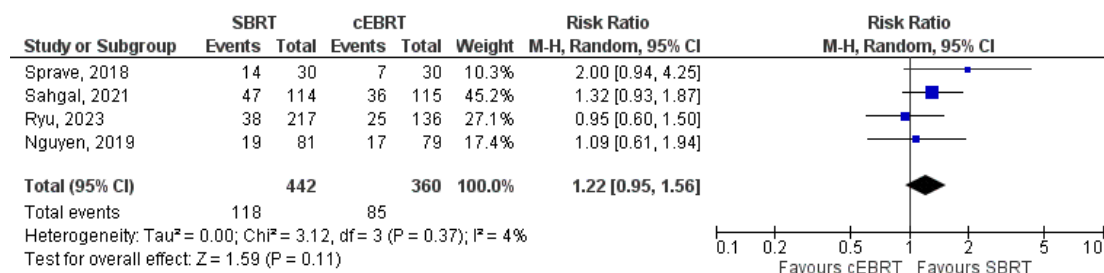 SBRT cEBRT Risk Ratio Risk Ratio
Study or Subgroup Events Total Events Total Weight M-H, Random, 95% CI M-H, Random, 95% CI
Sprave, 2018 14 30 7 30 10.3% 2.00 [0.94, 4.25]
Sahgal, 2021 47 114 36 115 45.2% 1.32 [0.93, 1.87]
Ryu, 2023 38 217 25 136 27.1% 0.95 [0.60, 1.50]
Nguyen, 2019 19 81 17 79 17.4% 1.09 [0.61, 1.94]
Total (95% CI) 442 360 100.0% 1.22 [0.95, 1.56]
Total events 118 85
Heterogeneity: Tau² = 0.00; Chi² = 3.12, df = 3 (P = 0.37); I² = 4%
Test for overall effect: Z = 1.59 (P = 0.11)
0.1 0.2 0.5 1 2 5 10
Favours cEBRT Favours SBRT